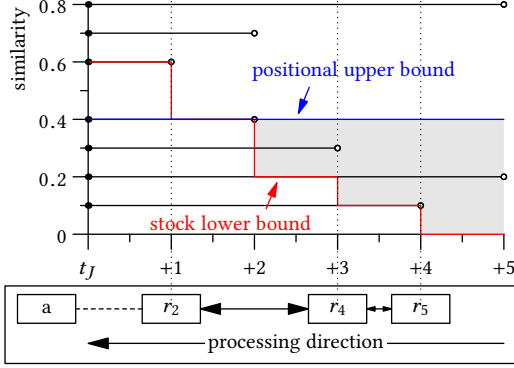 0.8
0.6
0.4
0.2
0
similarity
positional upper bound
stock lower bound
t_J +1 +2 +3 +4 +5
a r_2 r_4 r_5
processing direction